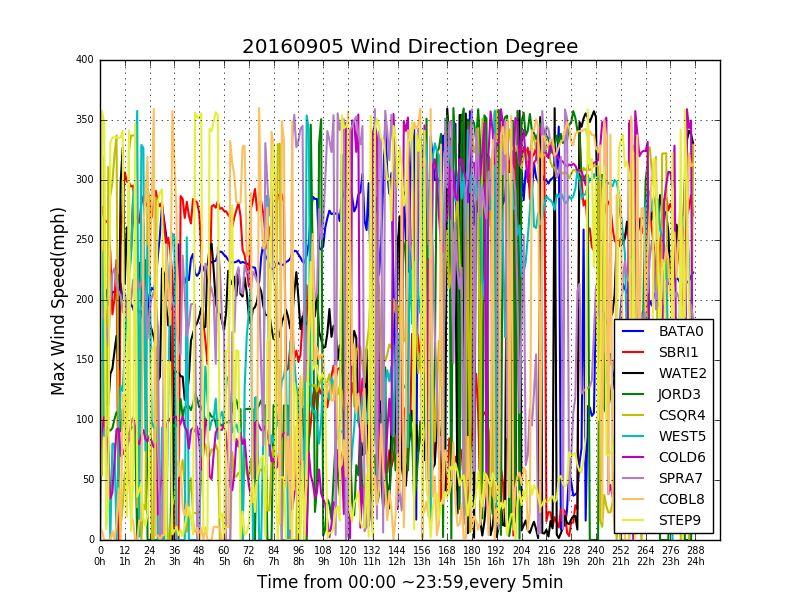 20160905 Wind Direction Degree
400
350
300
250
200
150
100
50
0
Max Wind Speed(mph)
BATA0
SBRI1
WATE2
JORD3
CSQR4
WEST5
COLD6
SPRA7
COBL8
STEP9
0 12 24 36 48 60 72 84 96 108 120 132 144 156 168 180 192 204 216 228 240 252 264 276 288
0h 1h 2h 3h 4h 5h 6h 7h 8h 9h 10h 11h 12h 13h 14h 15h 16h 17h 18h 19h 20h 21h 22h 23h 24h
Time from 00:00 ~23:59,every 5min